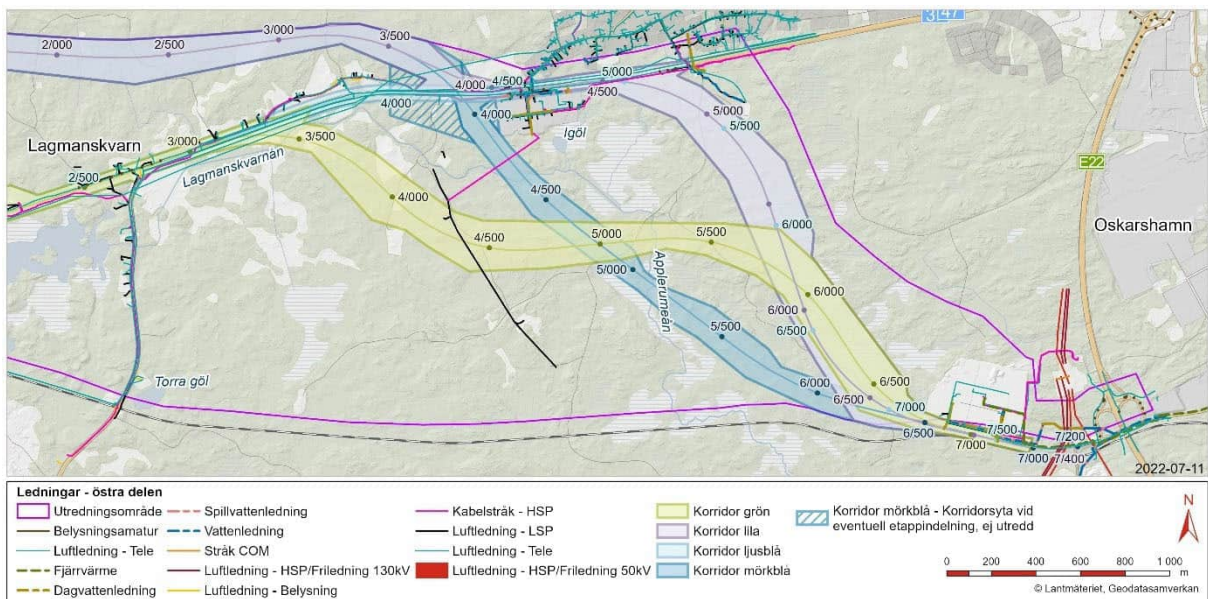 2/000
2/500
3/000
3/500
4/000
4/500
5/000
4/500
347
4/000
4/000
5/000
5/500
Igöl
Lagmanskvarn
3/000
3/500
2/500
Lagmanskvarnån
E22
4/000
4/500
6/000
Oskarshamn
4/500
5/000
5/500
5/000
Applerumeån
6/000
6/000
6/500
5/500
Torra göl
6/000
6/500
6/500
7/000
6/500
7/500
7/000
7/200
7/000
7/400
2022-07-11
Ledningar - östra delen
Utredningsområde
Belysningsamatur
Luftledning - Tele
Fjärrvärme
Dagvattenledning
Spillvattenledning
Vattenledning
Stråk COM
Luftledning - HSP/Friledning 130kV
Luftledning - Belysning
Kabelstråk - HSP
Luftledning - LSP
Luftledning - Tele
Luftledning - HSP/Friledning 50kV
Korridor grön
Korridor lila
Korridor ljusblå
Korridor mörkblå
Korridor mörkblå - Korridorsyta vid
eventuell etappindelning, ej utredd
N
0 200 400 600 800 1 000
m
© Lantmäteriet, Geodatasamverkan